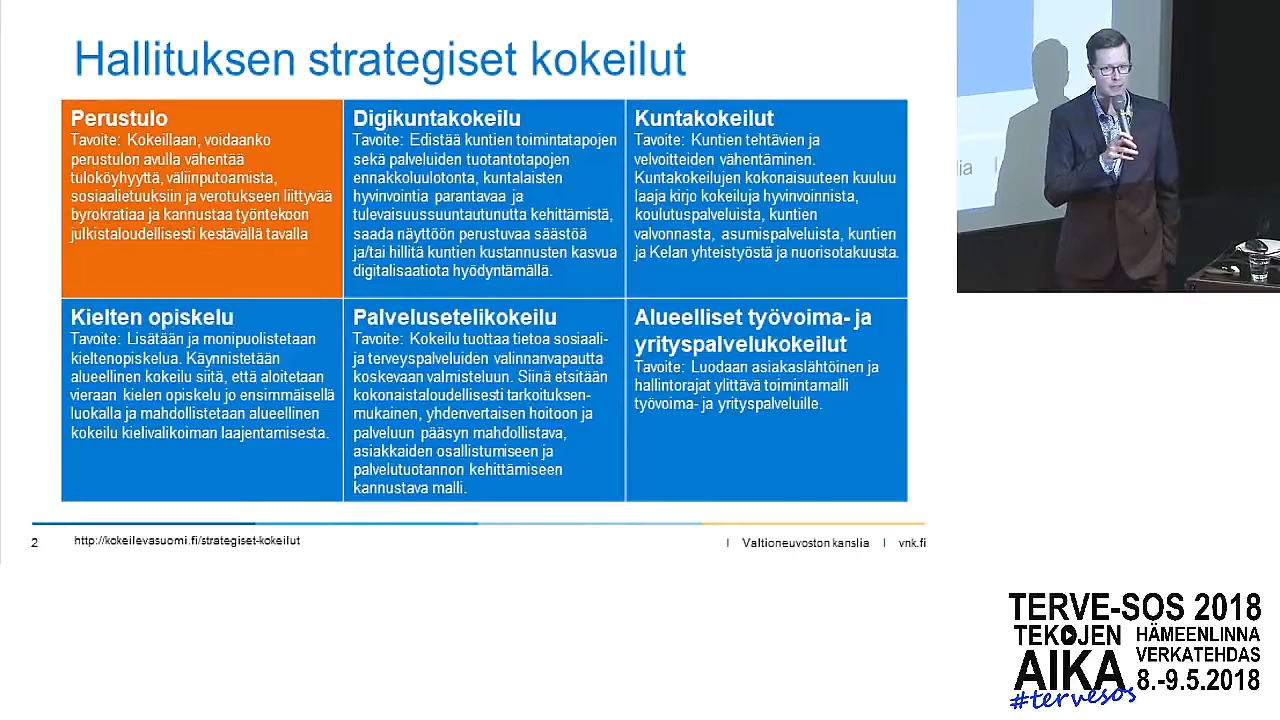 Hallituksen strategiset kokeilut
Perustulo
Tavoite: Kokeillaan, voidaanko
perustulon avulla vähentää
tuloköyhyyttä, väliinputoamista,
sosiaalietuuksiin ja verotukseen liittyvää
byrokratiaa ja kannustaa työntekoon
julkistaloudellisesti kestävällä tavalla
Digikuntakokeilu
Tavoite: Edistää kuntien toimintatapojen
sekä palveluiden tuotantotapojen
ennakkoluulotonta, kuntalaisten
hyvinvointia parantavaa ja
tulevaisuussuuntautunutta kehittämistä,
saada näyttöön perustuvaa säästöä
ja/tai hillitä kuntien kustannusten kasvua
digitalisaatiota hyödyntämällä.
Kuntakokeilut
Tavoite: Kuntien tehtävien ja
velvoitteiden vähentäminen.
Kuntakokeilujen kokonaisuuteen kuuluu
laaja kirjo kokeiluja hyvinvoinnista,
koulutuspalveluista, kuntien
valvonnasta, asumispalveluista, kuntien
ja Kelan yhteistyöstä ja nuorisotakuusta.
Kielten opiskelu
Tavoite: Lisätään ja monipuolistetaan
kieltenopiskelua. Käynnistetään
alueellinen kokeilu siitä, että aloitetaan
vieraan kielen opiskelu jo ensimmäisellä
luokalla ja mahdollistetaan alueellinen
kokeilu kielivalikoiman laajentamisesta.
Palvelusetelikokeilu
Tavoite: Kokeilu tuottaa tietoa sosiaali-
ja terveyspalveluiden valinnanvapautta
koskevaan valmisteluun. Siinä etsitään
kokonaistaloudellisesti tarkoituksen-
mukainen, yhdenvertaisen hoitoon ja
palveluun pääsyn mahdollistava,
asiakkaiden osallistumiseen ja
palvelutuotannon kehittämiseen
kannustava malli.
Alueelliset työvoima- ja
yrityspalvelukokeilut
Tavoite: Luodaan asiakaslähtöinen ja
hallintorajat ylittävä toimintamalli
työvoima- ja yrityspalveluille.
2
http://kokeilevasuomi.fi/strategiset-kokeilut
Valtioneuvoston kanslia
vnk.fi
TERVE-SOS 2018
TEKOJEN
AIKA
#tervesos
HÄMEENLINNA
VERKATEHDAS
8.-9.5.2018